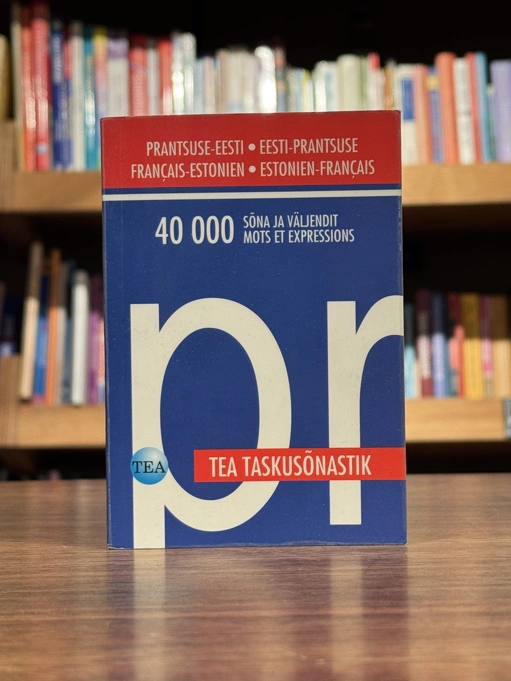 PRANTSUSE-EESTI • EESTI-PRANTSUSE
FRANÇAIS-ESTONIEN • ESTONIEN-FRANÇAIS
40 000 SÕNA JA VÄLJENDIT
MOTS ET EXPRESSIONS
pr
TEA
TEA TASKUSÕNASTIK